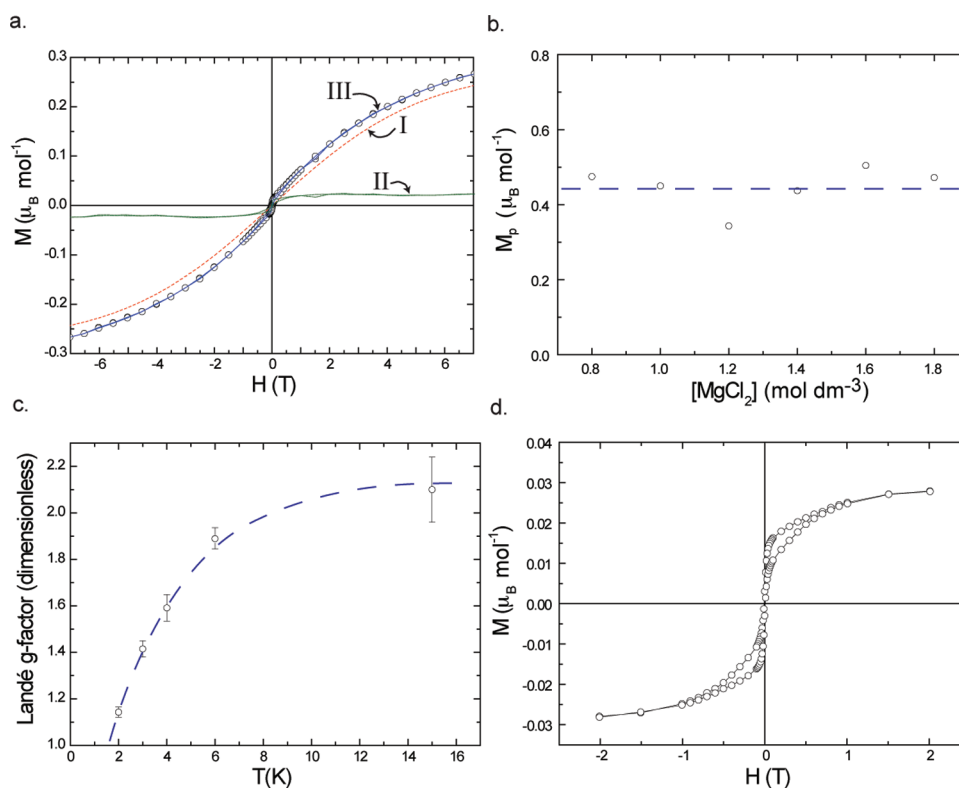 a.
0.3
0.2
0.1
0.0
-0.1
-0.2
-0.3
M (μB mol-1)
III
I
II
-6 -4 -2 0 2 4 6
H (T)
b.
0.8
0.6
0.4
0.2
0.0
Mp (μB mol-1)
0.8 1.0 1.2 1.4 1.6 1.8
[MgCl2] (mol dm-3)
c.
2.2
2.0
1.8
1.6
1.4
1.2
1.0
Landé g-factor (dimensionless)
0 2 4 6 8 10 12 14 16
T(K)
d.
0.04
0.03
0.02
0.01
0.00
-0.01
-0.02
-0.03
M (μB mol-1)
-2 -1 0 1 2
H (T)